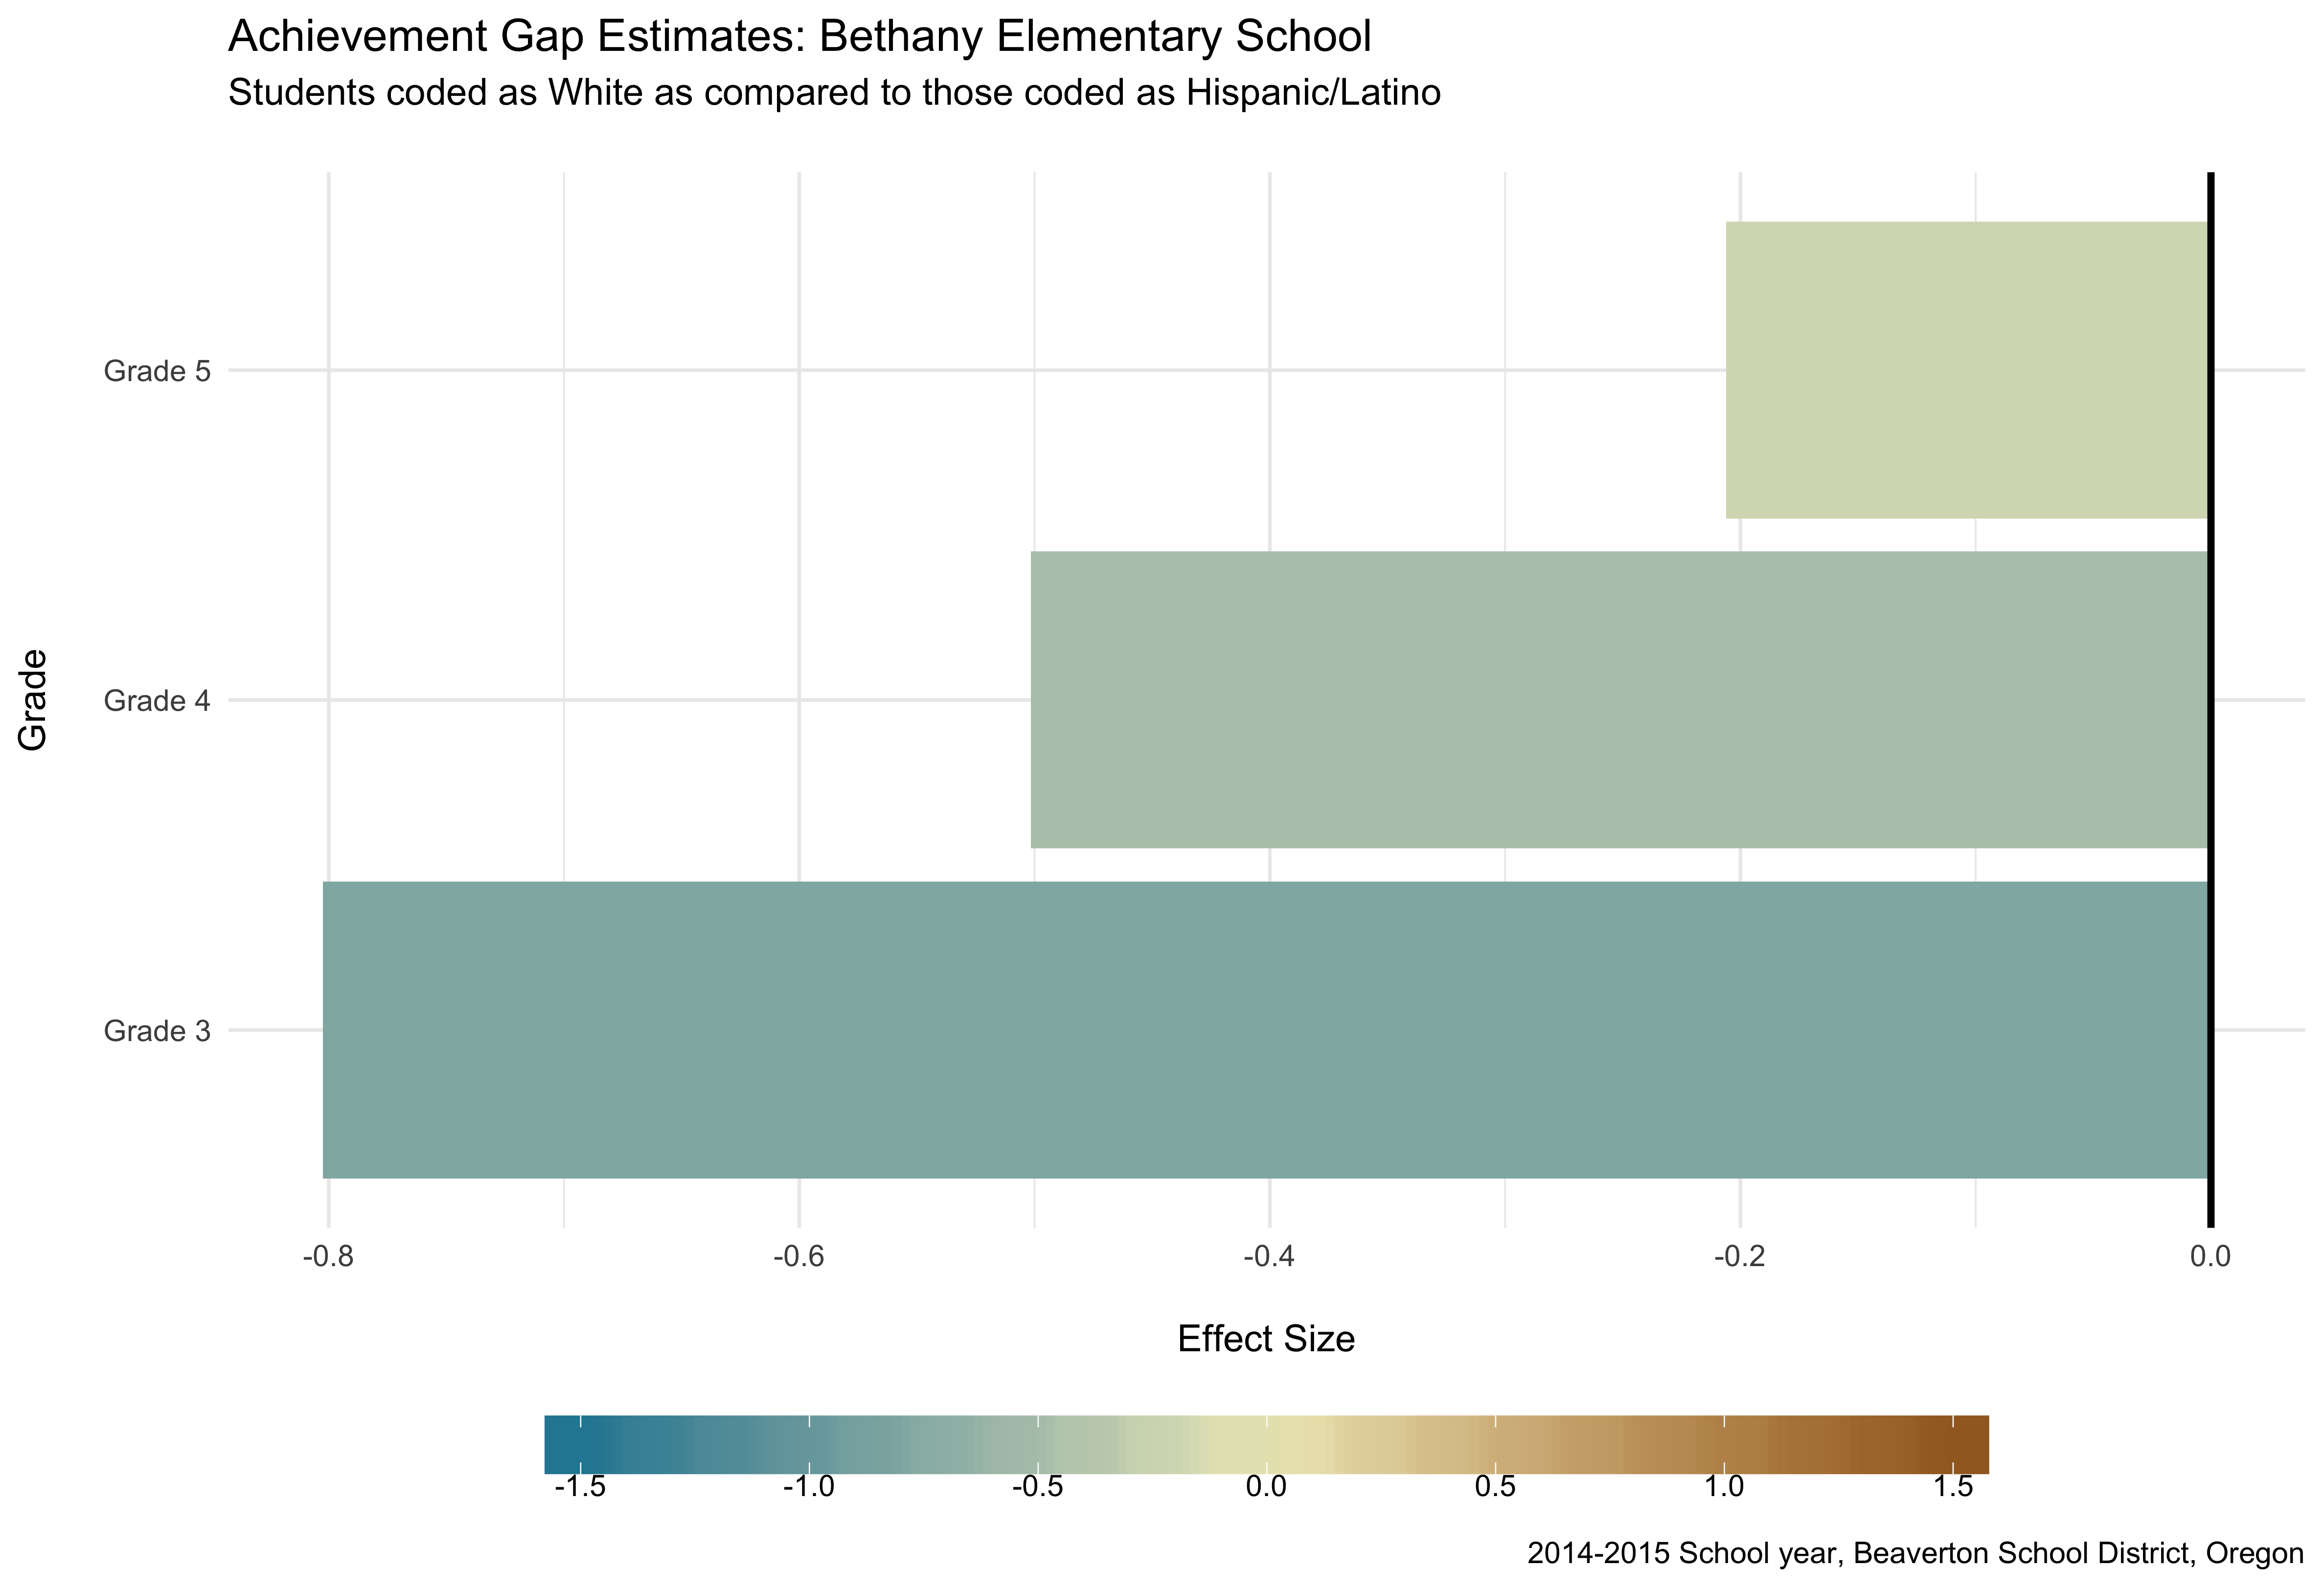 Achievement Gap Estimates: Bethany Elementary School
Students coded as White as compared to those coded as Hispanic/Latino
Grade
Grade 5
Grade 4
Grade 3
-0.8 -0.6 -0.4 -0.2 0.0
Effect Size
-1.5 -1.0 -0.5 0.0 0.5 1.0 1.5
2014-2015 School year, Beaverton School District, Oregon